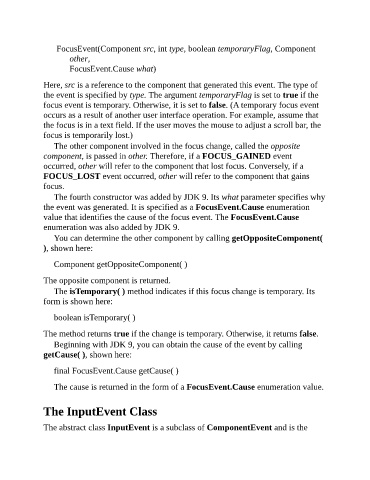 FocusEvent(Component src, int type, boolean temporaryFlag, Component
other,
FocusEvent.Cause what)
Here, src is a reference to the component that generated this event. The type of
the event is specified by type. The argument temporaryFlag is set to true if the
focus event is temporary. Otherwise, it is set to false. (A temporary focus event
occurs as a result of another user interface operation. For example, assume that
the focus is in a text field. If the user moves the mouse to adjust a scroll bar, the
focus is temporarily lost.)
The other component involved in the focus change, called the opposite
component, is passed in other. Therefore, if a FOCUS_GAINED event
occurred, other will refer to the component that lost focus. Conversely, if a
FOCUS_LOST event occurred, other will refer to the component that gains
focus.
The fourth constructor was added by JDK 9. Its what parameter specifies why
the event was generated. It is specified as a FocusEvent.Cause enumeration
value that identifies the cause of the focus event. The FocusEvent.Cause
enumeration was also added by JDK 9.
You can determine the other component by calling getOppositeComponent(
), shown here:
Component getOppositeComponent( )
The opposite component is returned.
The isTemporary( ) method indicates if this focus change is temporary. Its
form is shown here:
boolean isTemporary( )
The method returns true if the change is temporary. Otherwise, it returns false.
Beginning with JDK 9, you can obtain the cause of the event by calling
getCause( ), shown here:
final FocusEvent.Cause getCause( )
The cause is returned in the form of a FocusEvent.Cause enumeration value.
The InputEvent Class
The abstract class InputEvent is a subclass of ComponentEvent and is the